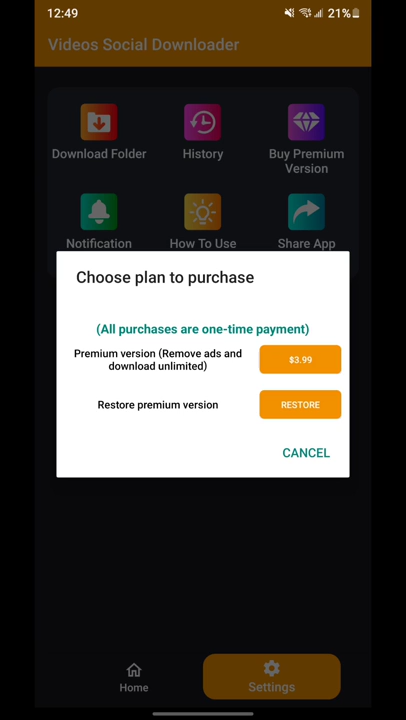 12:49
21%
Videos Social Downloader
Download Folder
History
Buy Premium
Version
Notification
How To Use
Share App
Choose plan to purchase
(All purchases are one-time payment)
Premium version (Remove ads and
download unlimited)
$3.99
Restore premium version
RESTORE
CANCEL
Home
Settings